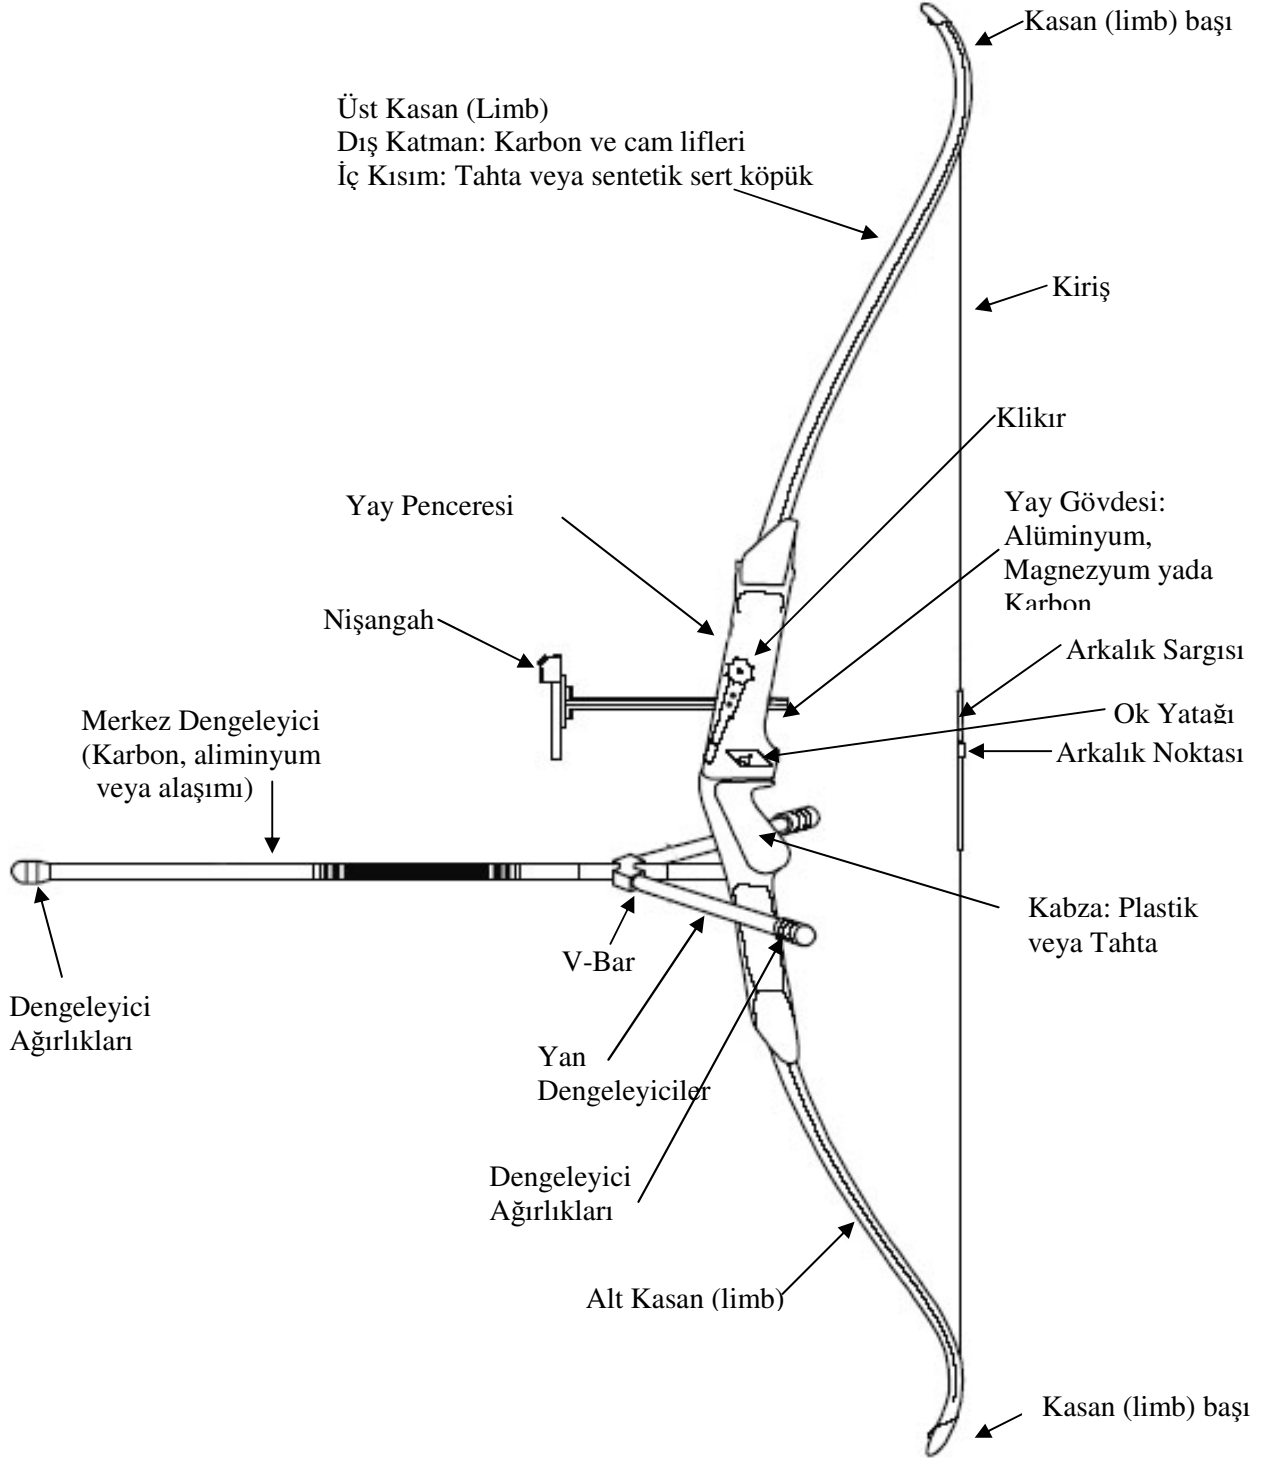 Kasan (limb) başı
Üst Kasan (Limb)
Dış Katman: Karbon ve cam lifleri
İç Kısım: Tahta veya sentetik sert köpük
Kiriş
Klikır
Yay Penceresi
Yay Gövdesi:
Alüminyum,
Magnezyum yada
Karbon
Nişangah
Arkalık Sargısı
Merkez Dengeleyici
(Karbon, aliminyum
veya alaşımı)
Ok Yatağı
Arkalık Noktası
Kabza: Plastik
veya Tahta
V-Bar
Dengeleyici
Ağırlıkları
Yan
Dengeleyiciler
Dengeleyici
Ağırlıkları
Alt Kasan (limb)
Kasan (limb) başı